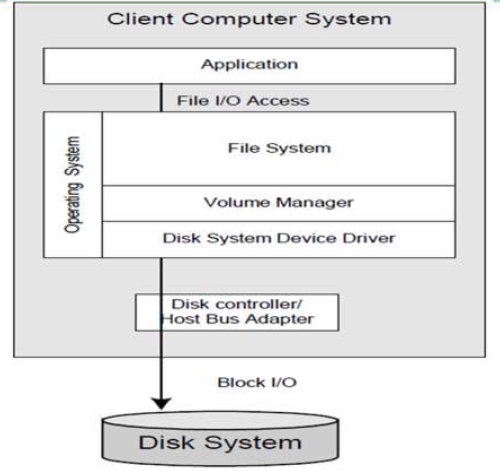 Client Computer System
Application
File I/O Access
Operating System
File System
Volume Manager
Disk System Device Driver
Disk controller/
Host Bus Adapter
Block I/O
Disk System